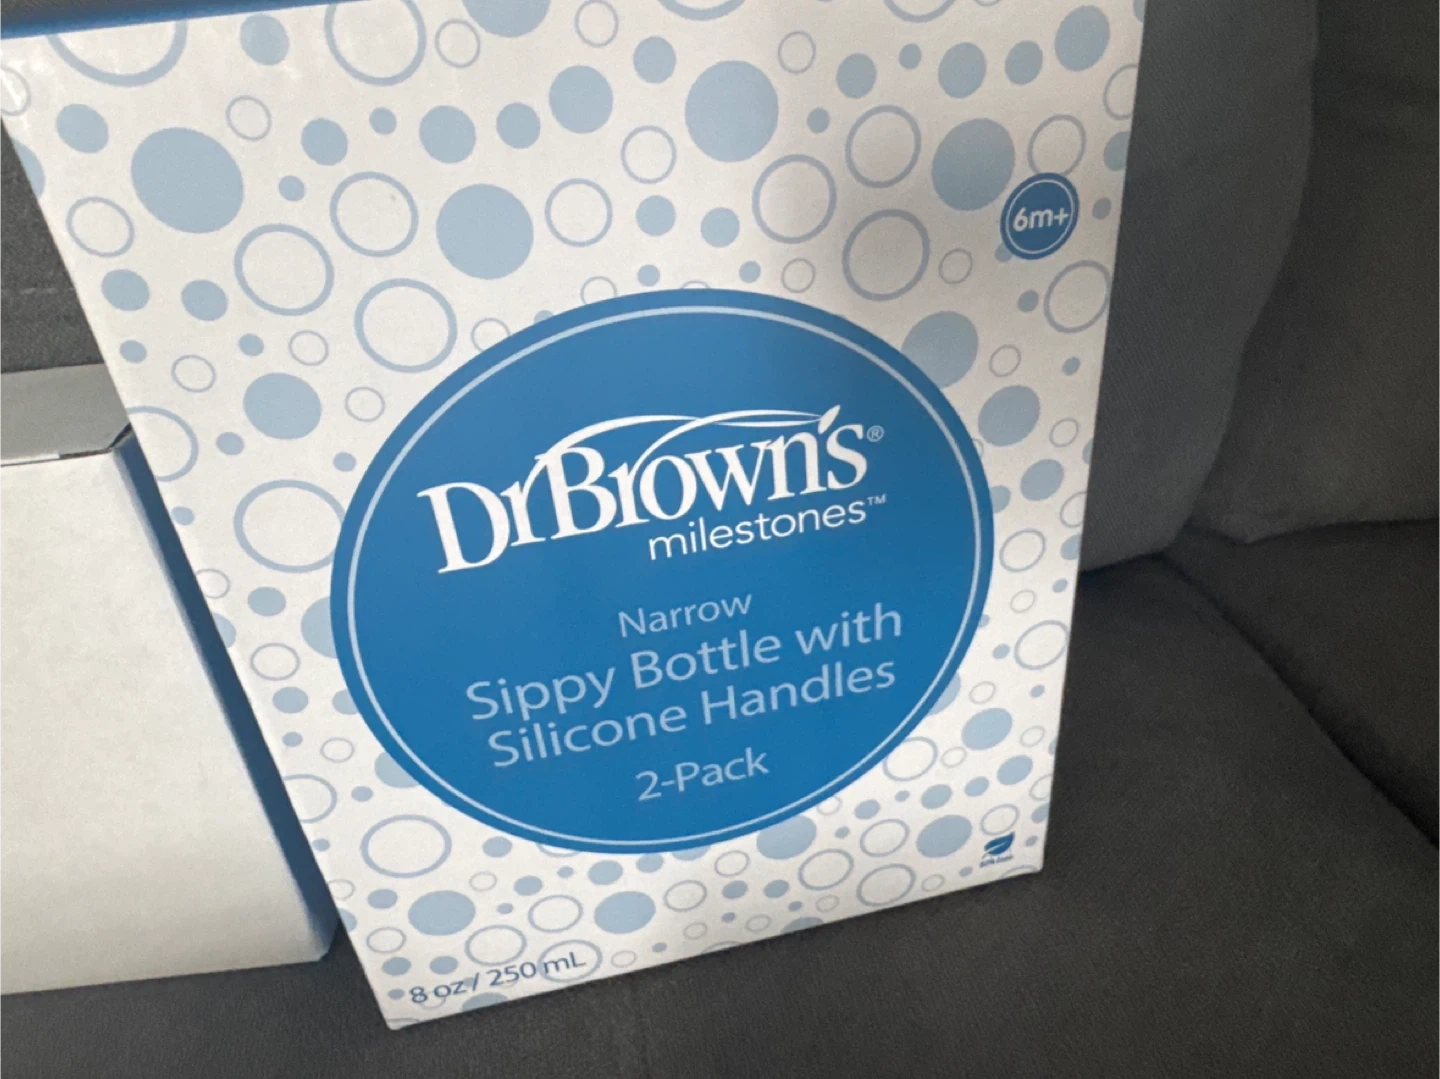 6m+
DrBrown's®
milestones™
Narrow
Sippy Bottle with
Silicone Handles
2-Pack
8 oz / 250 mL